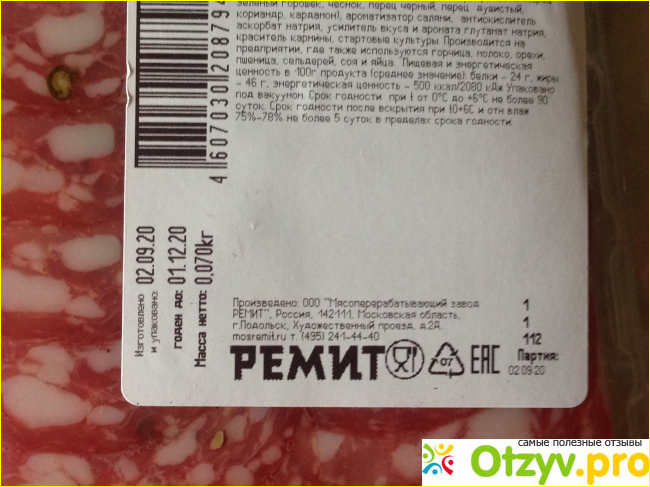 зеленый горошек, чеснок, перец черный, перец душистый,
кориандр, кардамон), ароматизатор салями, антиокислитель
аскорбат натрия, усилитель вкуса и аромата глутамат натрия,
краситель кармины, стартовые культуры Производится на
предприятии, где также используются горчица, молоко, орехи,
пшеница, сельдерей, соя и яйца. Пищевая и энергетическая
ценность в 100г продукта (среднее значение): белки - 24 г, жиры
- 46 г, энергетическая ценность - 500 ккал/2080 кДж Упаковано
под вакуумом. Срок годности при t от 0°С до +6°С не более 90
суток. Срок годности после вскрытия при t0+6С и отн влаж
75%-78% не более 5 суток в пределах срока годности
4 607030 120879
Изготовлено
и упаковано: 02.09.20
годен до: 01.12.20
Масса нетто: 0,070кг
Произведено: ООО "Мясоперерабатывающий завод
РЕМИТ", Россия, 142111, Московская область,
г.Подольск, Художественный проезд, д.2Д.
mosremit.ru т. (495) 241-44-40
1
1
112
Партия:
02.09.20
РЕМИТ
07
EAC
самые полезные отзывы
Otzyv.pro